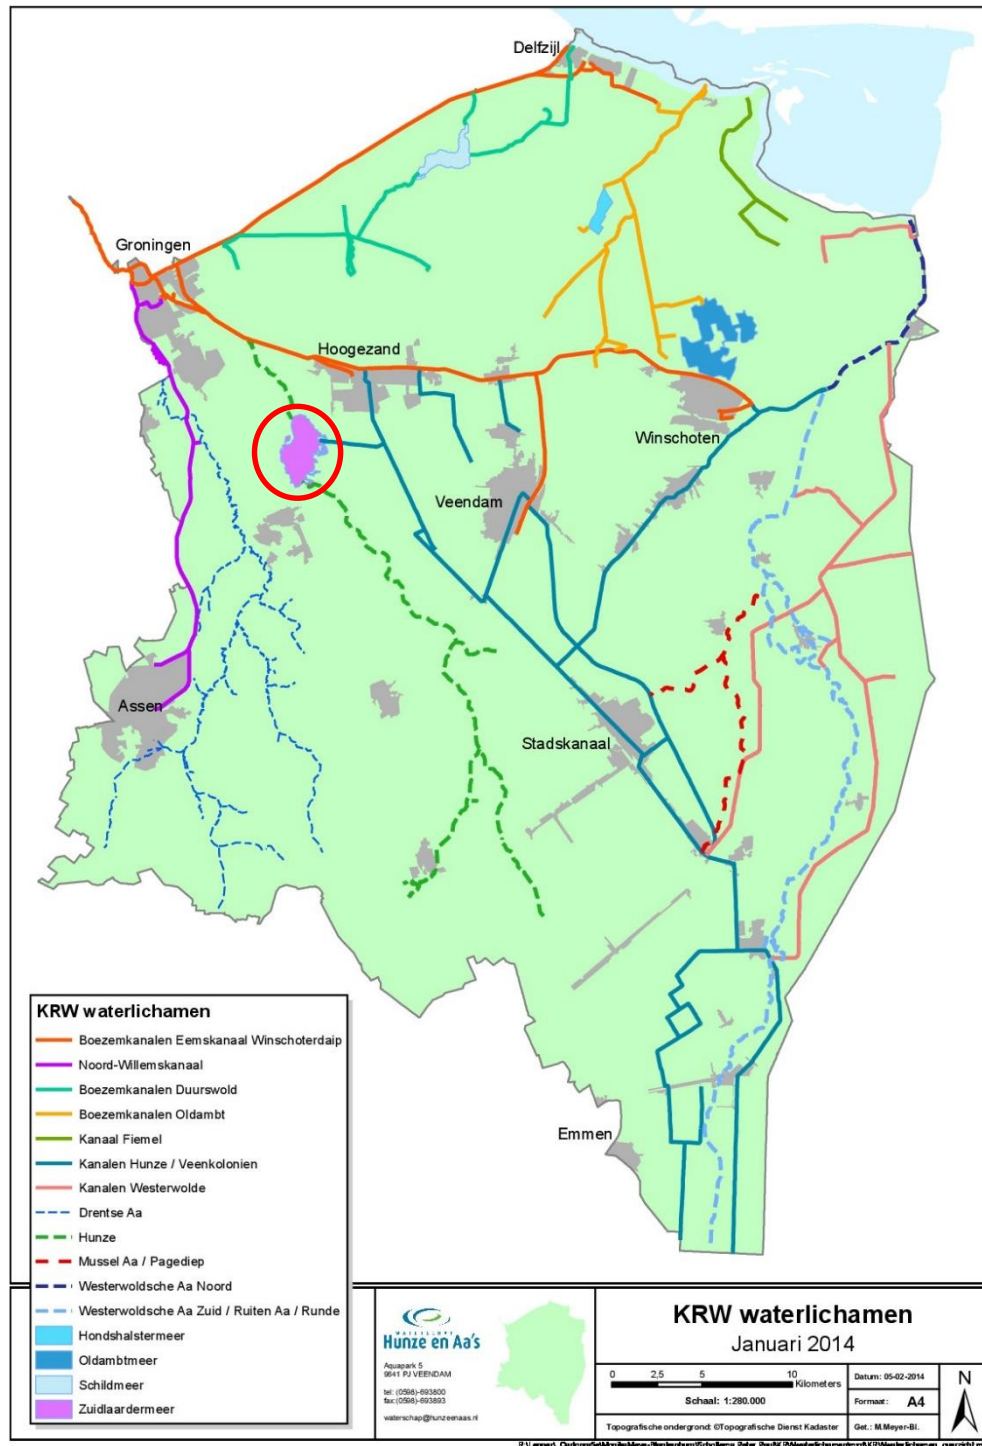 Delfzijl
Groningen
Hoogezand
Winschoten
Veendam
Assen
Stadskanaal
Emmen
KRW waterlichamen
Boezemkanalen Eemskanaal Winschoterdaip
Noord-Willemskanaal
Boezemkanalen Duurswold
Boezemkanalen Oldambt
Kanaal Fiemel
Kanalen Hunze / Veenkolonien
Kanalen Westerwolde
Drentse Aa
Hunze
Mussel Aa / Pagediep
Westerwoldsche Aa Noord
Westerwoldsche Aa Zuid / Ruiten Aa / Runde
Hondshalstermeer
Oldambtmeer
Schildmeer
Zuidlaardermeer
WATERSCHAP
Hunze en Aa's
Aquapark 5
9641 PJ VEENDAM
tel: (0598)-693800
fax:(0598)-693893
waterschap@hunzeenaas.nl
KRW waterlichamen
Januari 2014
0 2,5 5 10
Kilometers
Schaal: 1:280.000
Topografische ondergrond: ©Topografische Dienst Kadaster
Datum: 05-02-2014
Formaat: A4
Get.: M.Meyer-Bl.
N